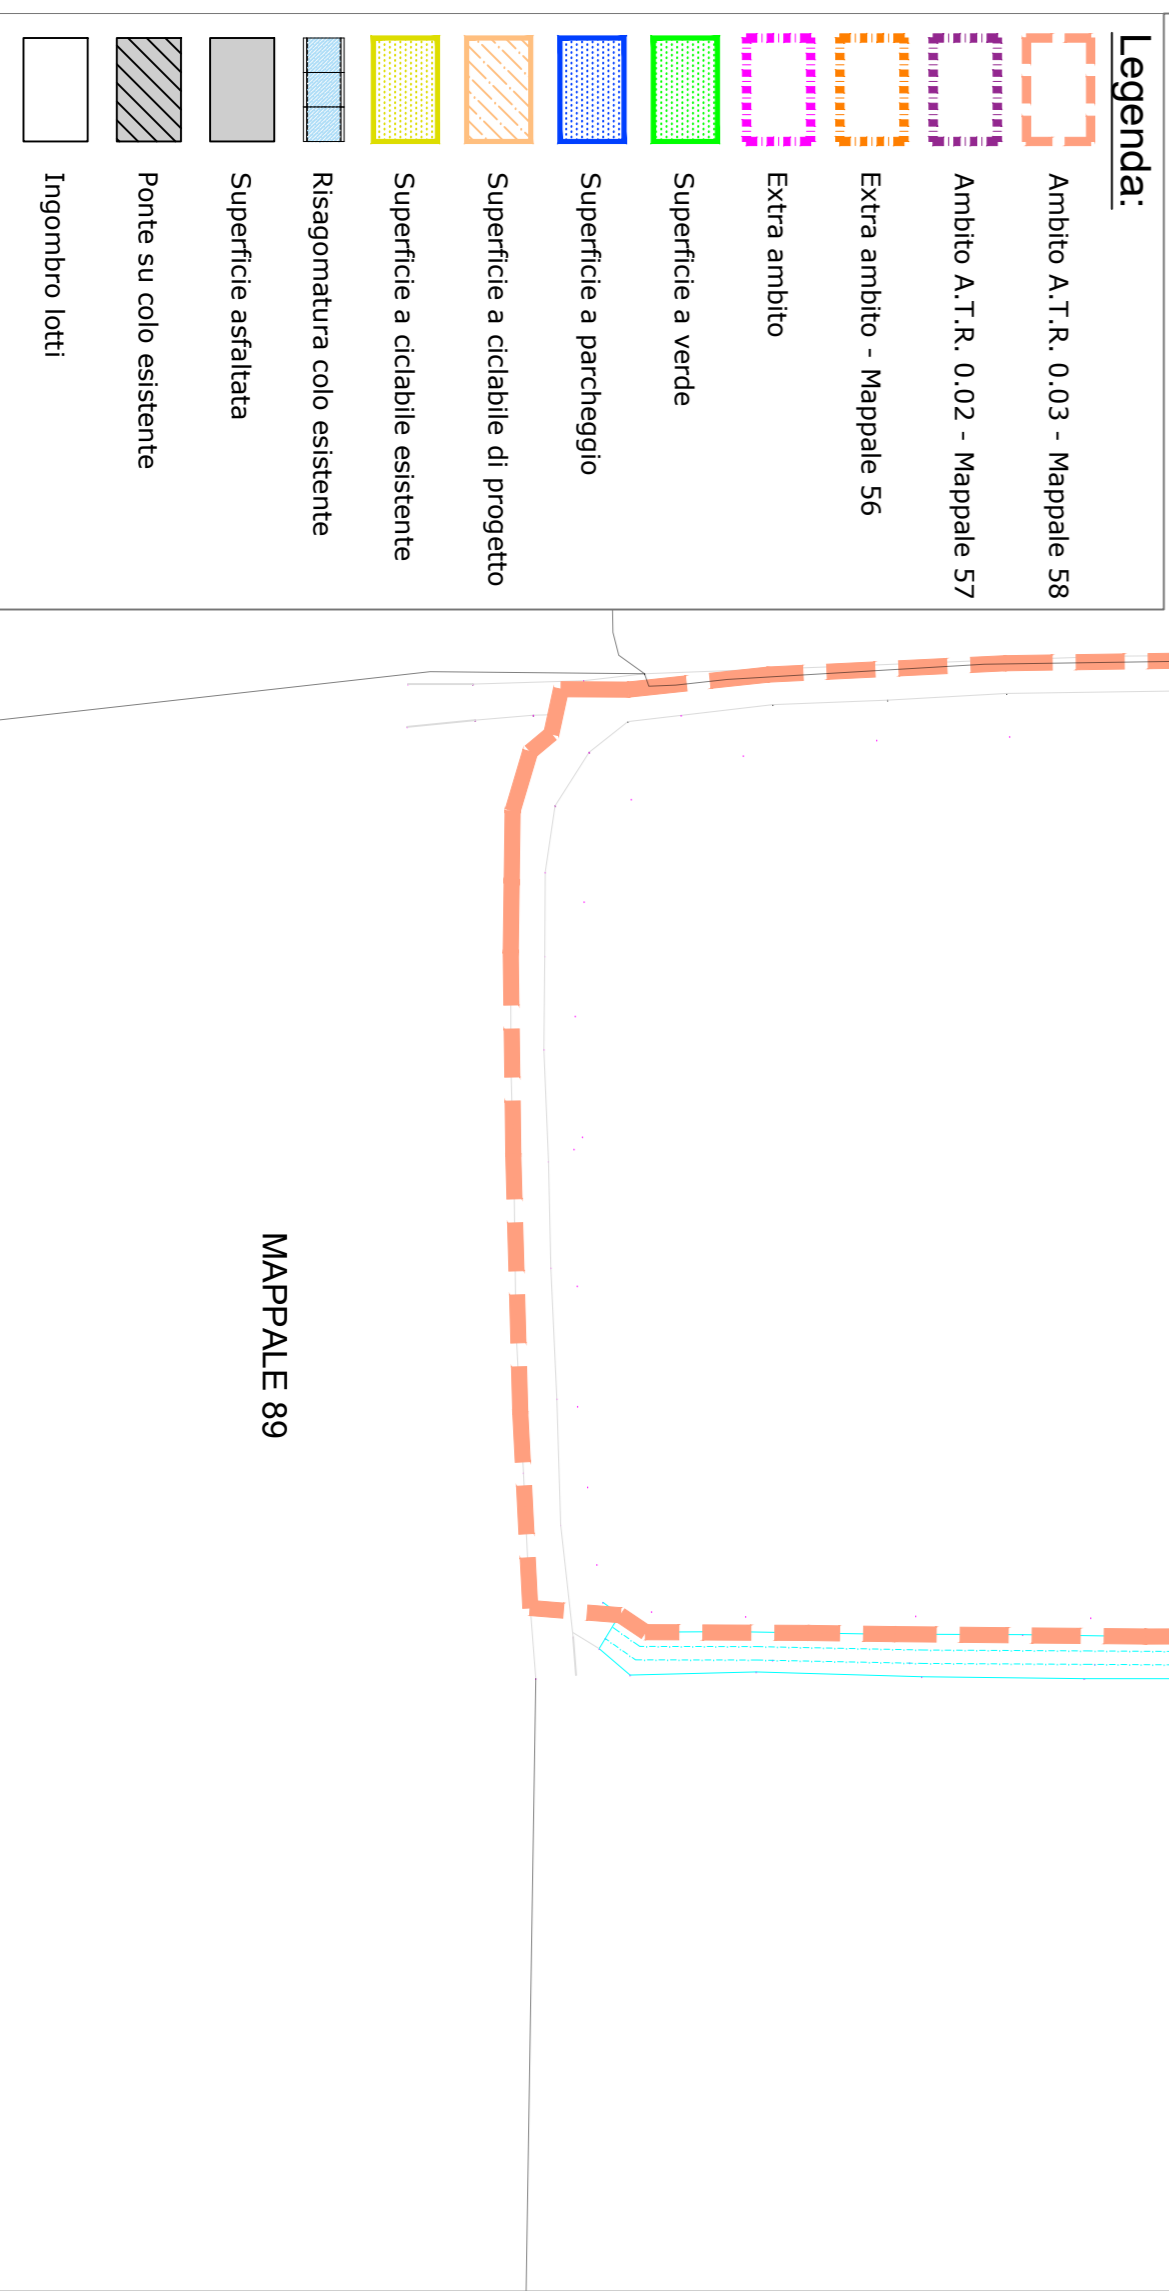 Legenda:
Ambito A.T.R. 0.03 - Mappale 58
Ambito A.T.R. 0.02 - Mappale 57
Extra ambito - Mappale 56
Extra ambito
Superficie a verde
Superficie a parcheggio
Superficie a ciclabile di progetto
Superficie a ciclabile esistente
Risagomatura colo esistente
Superficie asfaltata
Ponte su colo esistente
Ingombro lotti
MAPPALE 89